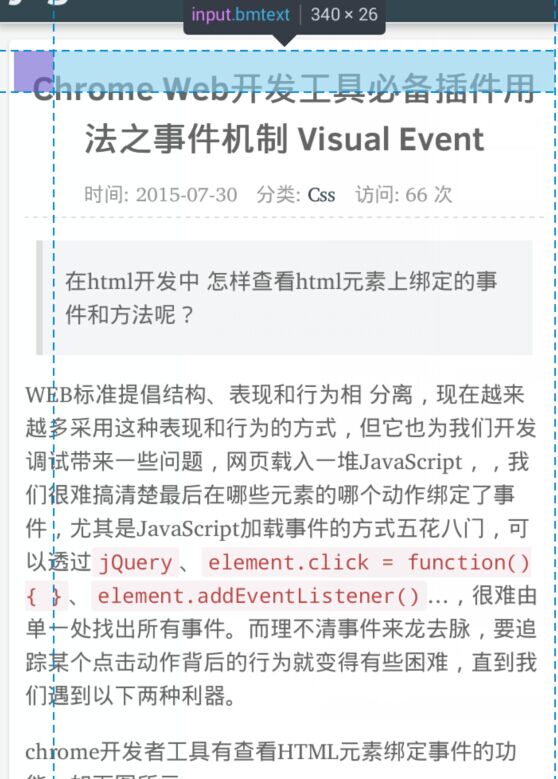 input.bmtext 340 × 26
Chrome Web开发工具必备插件用
法之事件机制 Visual Event
时间: 2015-07-30 分类: Css 访问: 66 次
在html开发中 怎样查看html元素上绑定的事
件和方法呢？
WEB标准提倡结构、表现和行为相 分离，现在越来
越多采用这种表现和行为的方式，但它也为我们开发
调试带来一些问题，网页载入一堆JavaScript，，我
们很难搞清楚最后在哪些元素的哪个动作绑定了事
件，尤其是JavaScript加载事件的方式五花八门，可
以透过 jQuery 、 element.click = function()
{ } 、 element.addEventListener() ...，很难由
单一处找出所有事件。而理不清事件来龙去脉，要追
踪某个点击动作背后的行为就变得有些困难，直到我
们遇到以下两种利器。
chrome开发者工具有查看HTML元素绑定事件的功